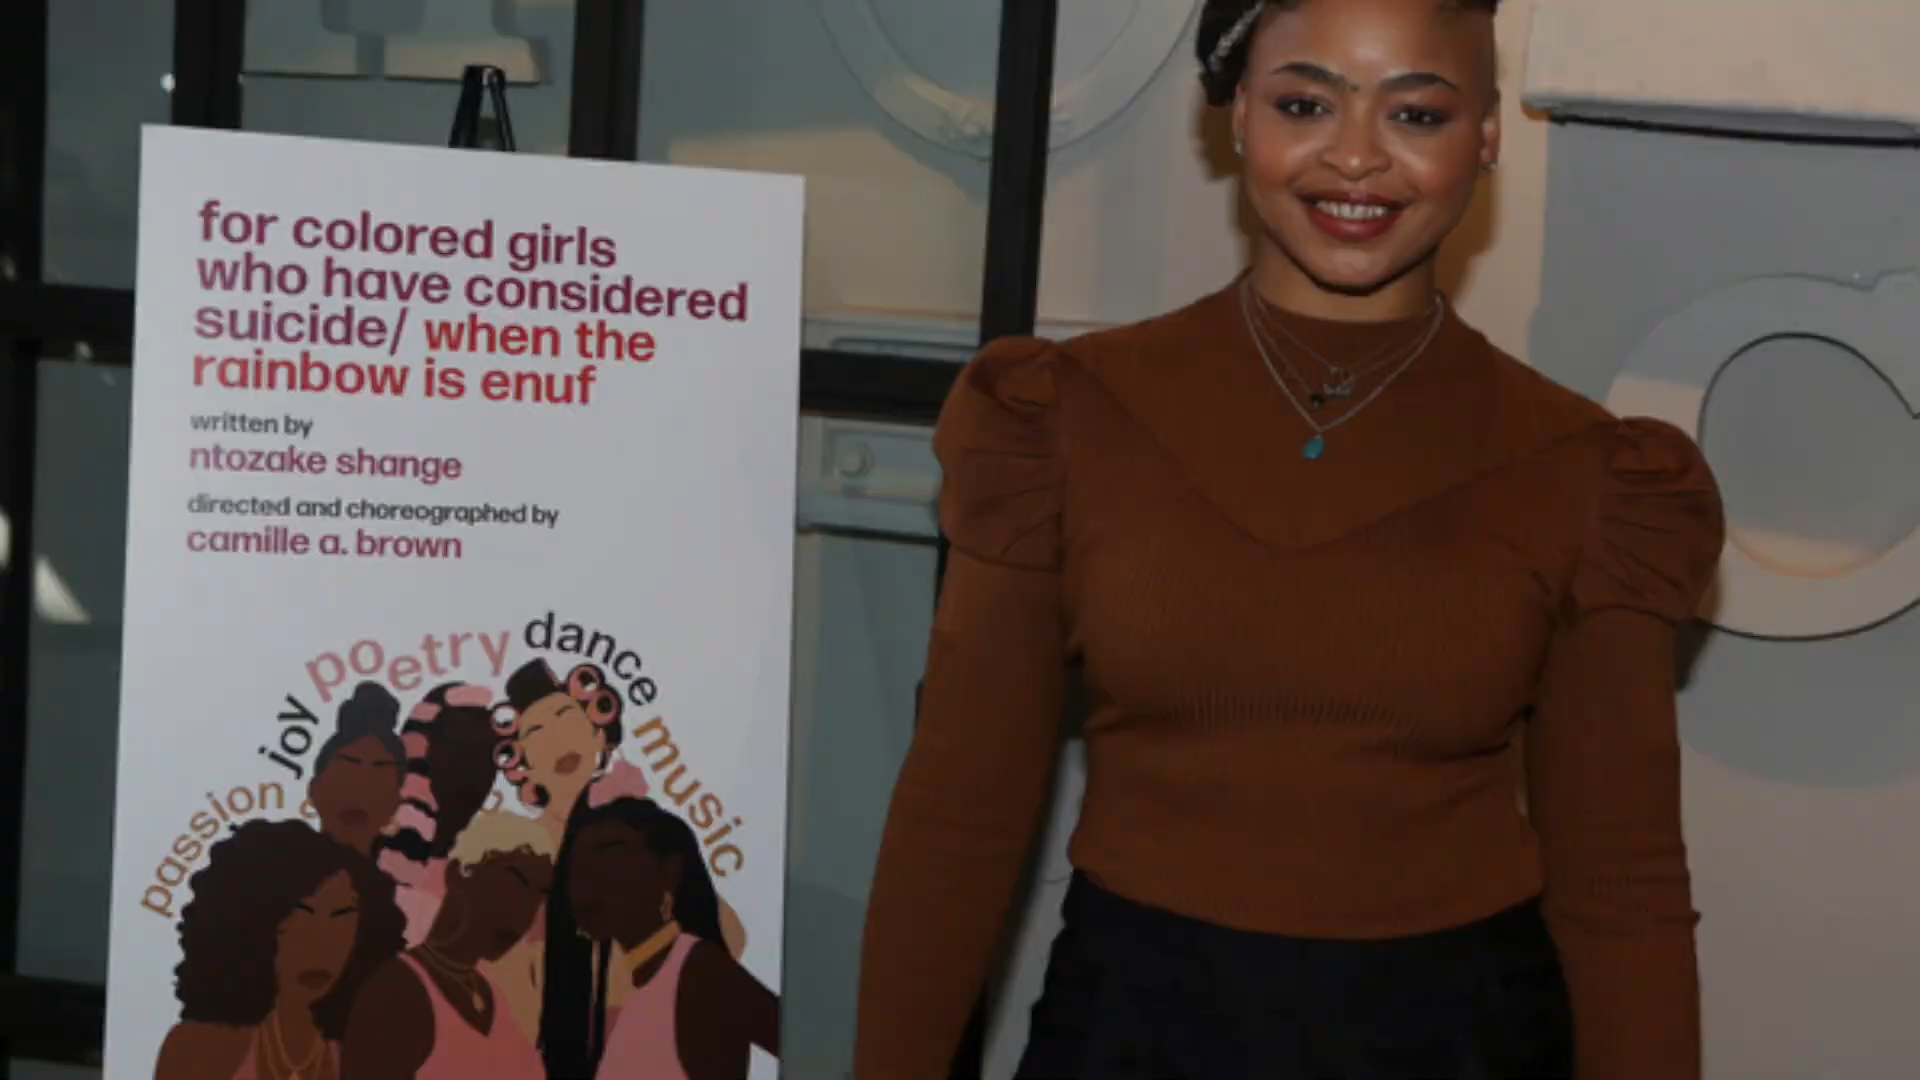 for colored girls
who have considered
suicide/ when the
rainbow is enuf
written by
ntozake shange
directed and choreographed by
camille a. brown
passion joy poetry dance music